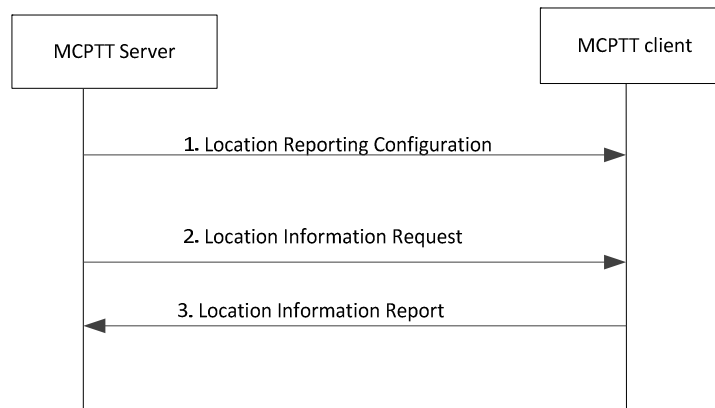 MCPTT Server
MCPTT client
1. Location Reporting Configuration
2. Location Information Request
3. Location Information Report